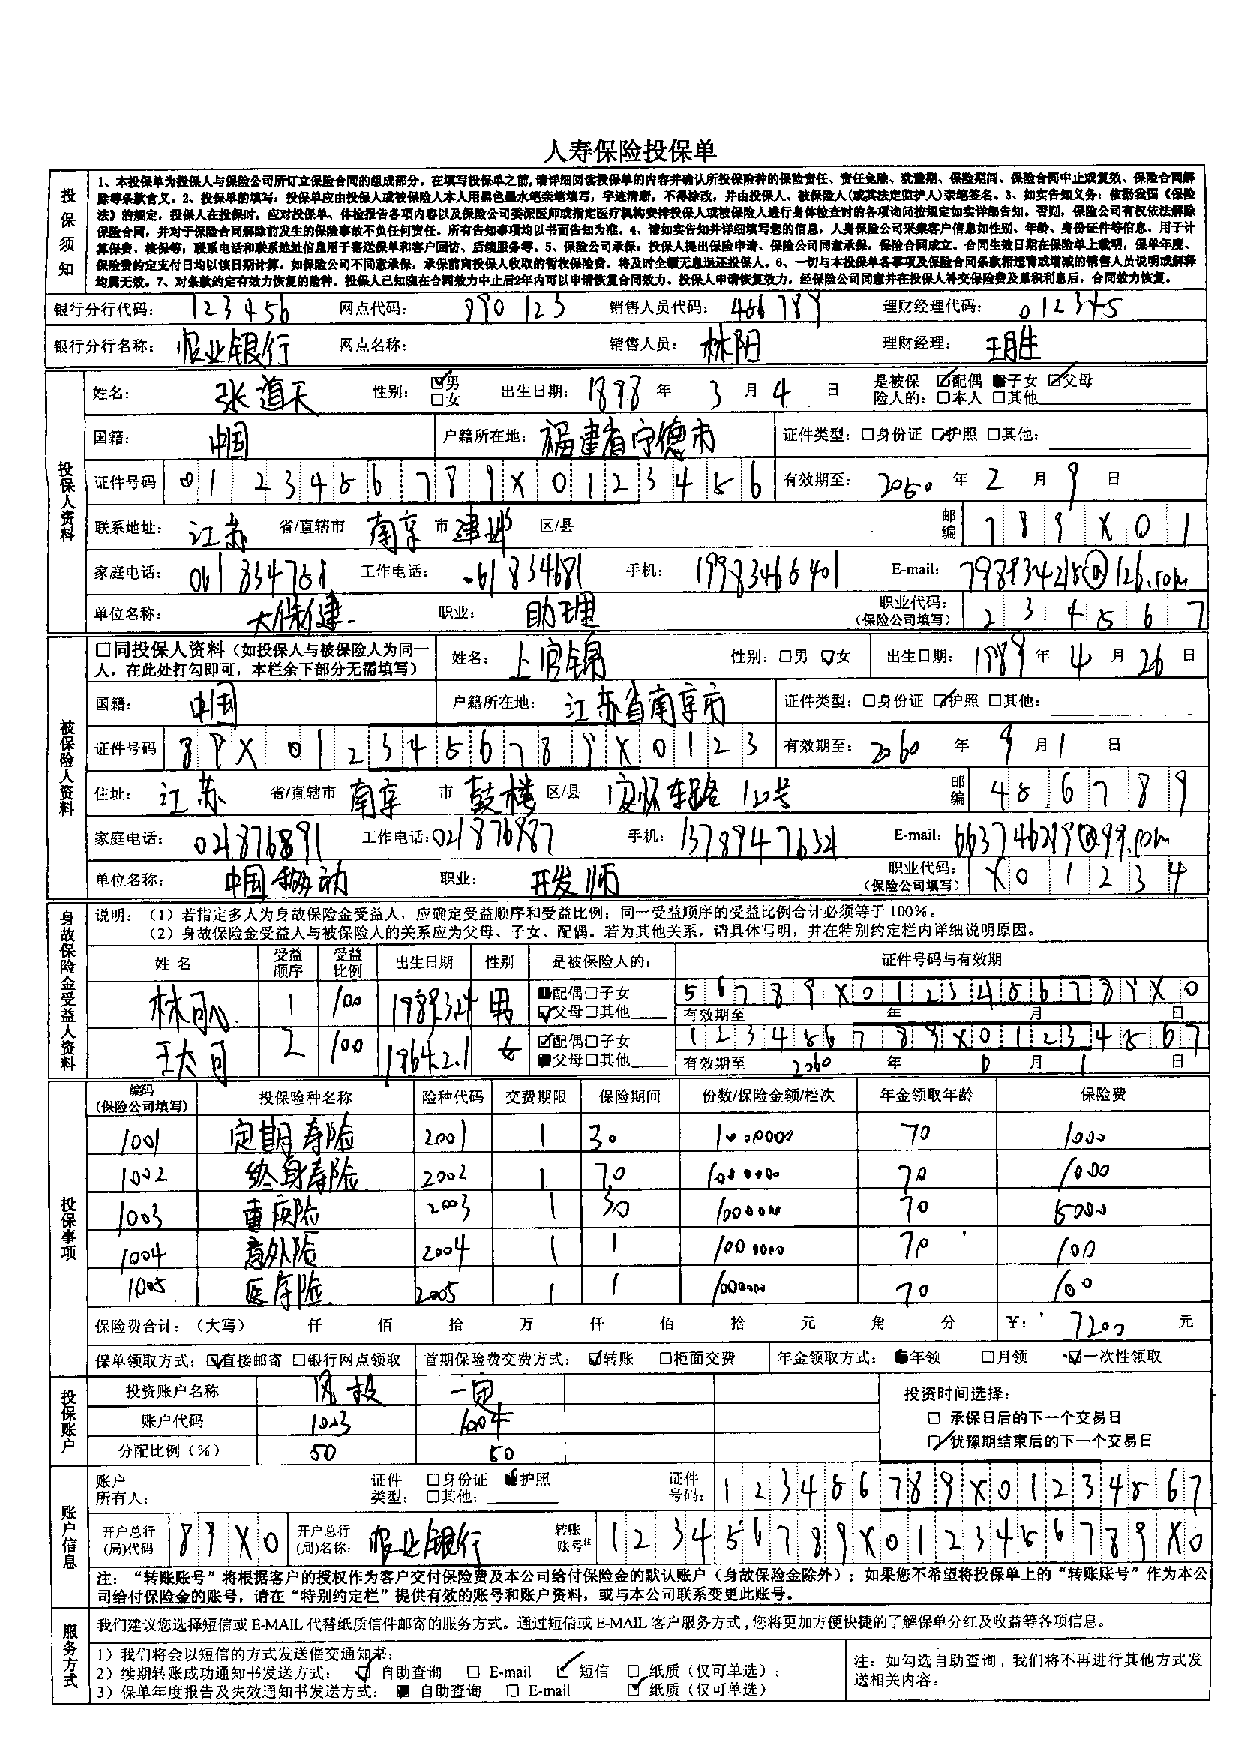 人寿保险投保单
投保须知
1、本投保单为投保人与保险公司所订立保险合同的组成部分，在填写投保单之前，请详细阅读投保单的内容并确认所投保险种的保险责任、责任免除、犹豫期、保险期间、保险合同中止或复效、保险合同解
除等条款含义。2、投保单的填写：投保单应由投保人或被保险人本人用黑色墨水笔亲笔填写，字迹清晰，不得涂改，并由投保人、被保险人(或其法定监护人)亲笔签名。3、如实告知义务：依据我国《保险
法》的规定，投保人在投保时，应对投保单、体检报告各项内容以及保险公司委派医师或指定医疗机构安排投保人或被保险人进行身体检查时的各项询问按规定如实详细告知。否则，保险公司有权依法解除
保险合同，并对于保险合同解除前发生的保险事故不负任何责任。所有告知事项均以书面告知为准。4、请如实告知并详细填写您的信息，人身保险公司采集客户信息如性别、年龄、身份证件等信息，用于计
算保费、核保等；联系电话和联系地址信息用于寄送保单和客户回访、后续服务等。5、保险公司承保：投保人提出保险申请、保险公司同意承保，保险合同成立。合同生效日期在保险单上载明，保单年度、
保险费约定支付日均以该日期计算。如保险公司不同意承保，承保前向投保人收取的暂收保险费，将及时全额无息退还投保人。6、一切与本投保单各事项及保险合同条款相违背或增减的销售人员说明或解释
均属无效。7、对条款约定有效力恢复的险种，投保人已知晓在合同效力中止后2年内可以申请恢复合同效力、投保人申请恢复效力，经保险公司同意并在投保人补交保险费及累积利息后，合同效力恢复。
银行分行代码： 123456 网点代码： 890123 销售人员代码： 466789 理财经理代码： 012345
银行分行名称： 农业银行 网点名称： 销售人员： 林阳 理财经理： 王胜
投保人资料
姓名： 张道天 性别： 男 女 出生日期： 1898 年 3 月 4 日 是被保险人的： 配偶 子女 父母 本人 其他
国籍： 中国 户籍所在地： 福建省宁德市 证件类型： 身份证 护照 其他：
证件号码 0123456789X0123456 有效期至： 2060 年 2 月 9 日
联系地址： 江苏 省/直辖市 南京 市 建邺 区/县 邮编 789X01
家庭电话： 工作电话： 手机： 19983466401 E-mail:
单位名称： 大保健 职业： 助理 职业代码：（保险公司填写） 234567
被保险人资料
□同投保人资料（如投保人与被保险人为同一人，在此处打勾即可，本栏余下部分无需填写） 姓名： 上官锦 性别： 男 女 出生日期： 1989 年 4 月 26 日
国籍： 中国 户籍所在地： 江苏省南京市 证件类型： 身份证 护照 其他：
证件号码 89X0123456789X0123 有效期至： 2060 年 9 月 1 日
住址： 江苏 省/直辖市 南京 市 鼓楼 区/县 邮编 456789
家庭电话： 021876891 工作电话： 021876987 手机： 1378947634 E-mail:
单位名称： 中国移动 职业： 开发师 职业代码：（保险公司填写） X01234
身故保险金受益人资料
说明：（1）若指定多人为身故保险金受益人，应确定受益顺序和受益比例；同一受益顺序的受益比例合计必须等于100%。
（2）身故保险金受益人与被保险人的关系应为父母、子女、配偶。若为其他关系，请具体写明，并在特别约定栏内详细说明原因。
姓 名 受益顺序 受益比例 出生日期 性别 是被保险人的： 证件号码与有效期
林可心 1 100 1989.3.24 男 配偶 子女 父母 其他 56789X0123456789X0
有效期至 年 月 日
王大可 2 100 1964.2.1 女 配偶 子女 父母 其他 123456789X01234567
有效期至 2060 年 月 1 日
投保事项
编码（保险公司填写） 投保险种名称 险种代码 交费期限 保险期间 份数/保险金额/档次 年金领取年龄 保险费
1001 定期寿险 2001 1 30 1000000 70 1000
1002 终身寿险 2002 1 70 1000000 70 1000
1003 重疾险 2003 1 30 1000000 70 5000
1004 意外险 2004 1 1 70 100
1005 医疗险 2005 1 1 70 100
保险费合计：（大写） 仟 佰 拾 万 仟 佰 拾 元 角 分 ￥： 7200 元
保单领取方式： 直接邮寄 银行网点领取 首期保险费交费方式： 转账 柜面交费 年金领取方式： 年领 月领 一次性领取
投保账户
投资账户名称 风投 一更 投资时间选择：
账户代码 1003 1004 承保日后的下一个交易日
分配比例（%） 50 50 犹豫期结束后的下一个交易日
账户信息
账户所有人： 证件类型： 身份证 护照 其他： 证件号码： 123456789X01234567
开户总行(局)代码 89X0 开户总行(局)名称： 农业银行 转账账号： 123456789X0123456789X0
注：“转账账号”将根据客户的授权作为客户交付保险费及本公司给付保险金的默认账户（身故保险金除外）；如果您不希望将投保单上的“转账账号”作为本公
司给付保险金的账号，请在“特别约定栏”提供有效的账号和账户资料，或与本公司联系变更此账号。
服务方式
我们建议您选择短信或E-MAIL代替纸质信件邮寄的服务方式。通过短信或E-MAIL客户服务方式，您将更加方便快捷的了解保单分红及收益等各项信息。
1）我们将会以短信的方式发送催交通知书；
2）续期转账成功通知书发送方式： 自助查询 E-mail 短信 纸质（仅可单选）；
3）保单年度报告及失效通知书发送方式： 自助查询 E-mail 纸质（仅可单选）
注：如勾选自助查询，我们将不再进行其他方式发
送相关内容。